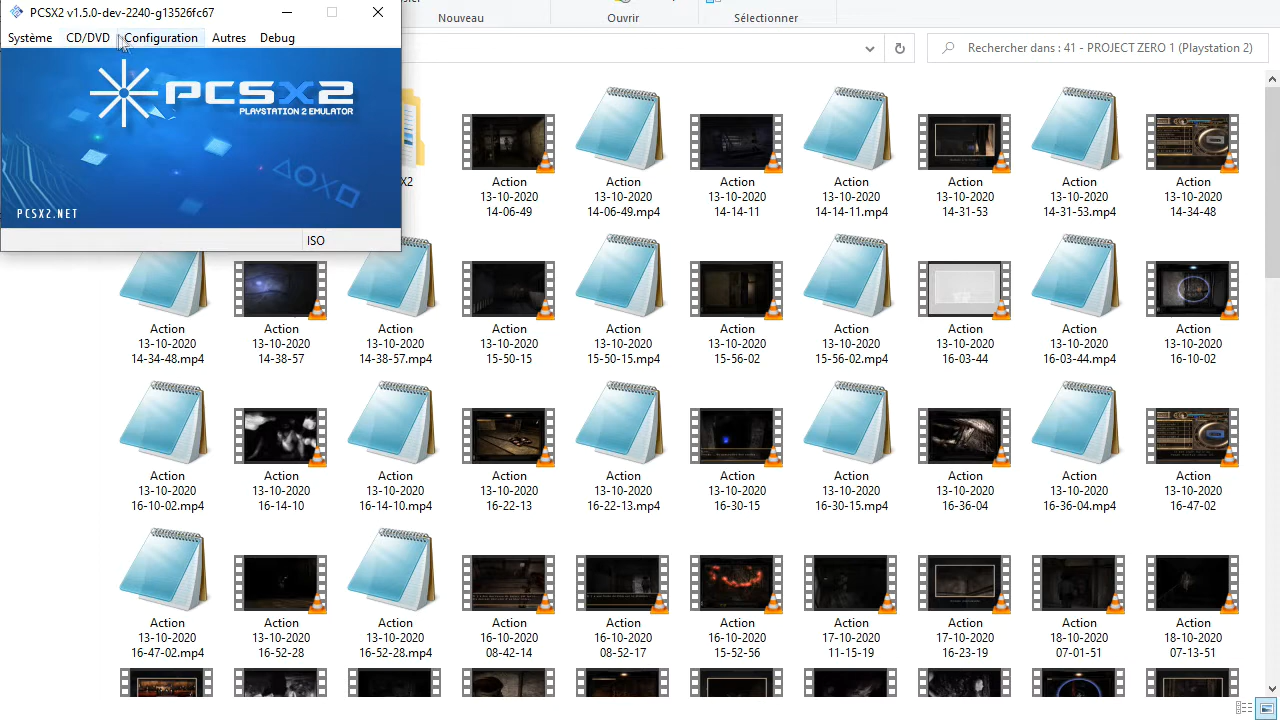 PCSX2 v1.5.0-dev-2240-g13526fc67
Système CD/DVD Configuration Autres Debug
PCSX2
PLAYSTATION 2 EMULATOR
PCSX2.NET
ISO
Nouveau Ouvrir Sélectionner
Rechercher dans : 41 - PROJECT ZERO 1 (Playstation 2)
X2
Action
13-10-2020
14-06-49
Action
13-10-2020
14-06-49.mp4
Action
13-10-2020
14-14-11
Action
13-10-2020
14-14-11.mp4
Action
13-10-2020
14-31-53
Action
13-10-2020
14-31-53.mp4
Action
13-10-2020
14-34-48
Action
13-10-2020
14-34-48.mp4
Action
13-10-2020
14-38-57
Action
13-10-2020
14-38-57.mp4
Action
13-10-2020
15-50-15
Action
13-10-2020
15-50-15.mp4
Action
13-10-2020
15-56-02
Action
13-10-2020
15-56-02.mp4
Action
13-10-2020
16-03-44
Action
13-10-2020
16-03-44.mp4
Action
13-10-2020
16-10-02
Action
13-10-2020
16-10-02.mp4
Action
13-10-2020
16-14-10
Action
13-10-2020
16-14-10.mp4
Action
13-10-2020
16-22-13
Action
13-10-2020
16-22-13.mp4
Action
13-10-2020
16-30-15
Action
13-10-2020
16-30-15.mp4
Action
13-10-2020
16-36-04
Action
13-10-2020
16-36-04.mp4
Action
13-10-2020
16-47-02
Action
13-10-2020
16-47-02.mp4
Action
13-10-2020
16-52-28
Action
13-10-2020
16-52-28.mp4
Action
16-10-2020
08-42-14
Action
16-10-2020
08-52-17
Action
16-10-2020
15-52-56
Action
17-10-2020
11-15-19
Action
17-10-2020
16-23-19
Action
18-10-2020
07-01-51
Action
18-10-2020
07-13-51